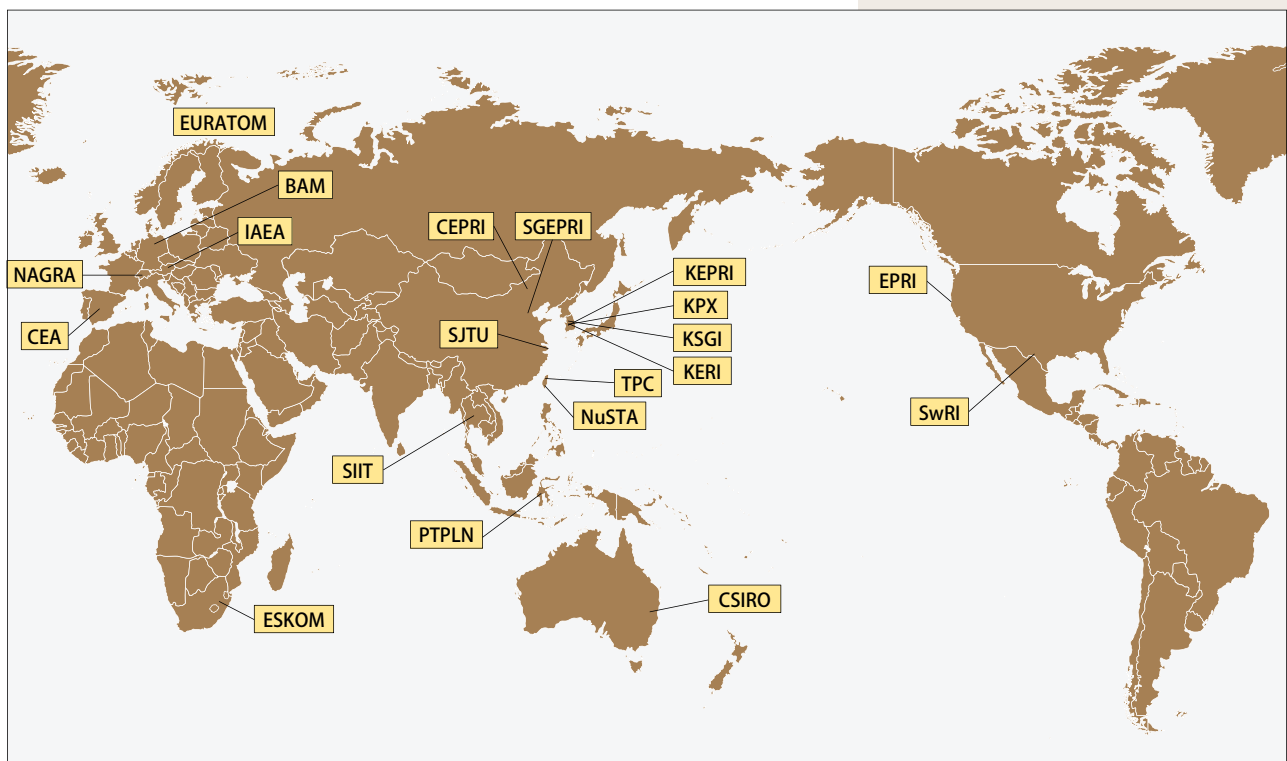 EURATOM
BAM
IAEA
CEPRI
SGEPRI
NAGRA
KEPRI
EPRI
KPX
CEA
SJTU
KSGI
KERI
TPC
NuSTA
SwRI
SIIT
PTPLN
CSIRO
ESKOM